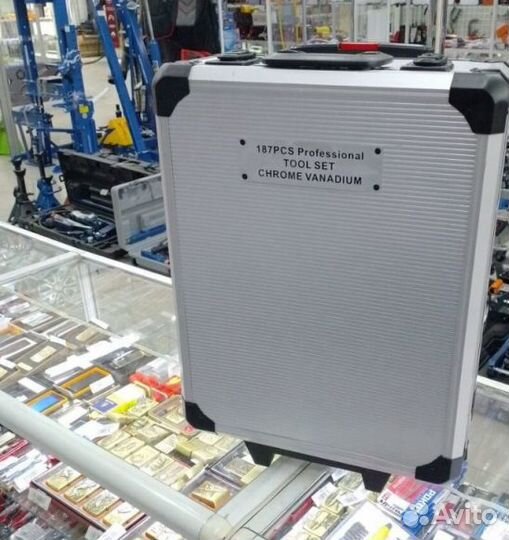 187PCS Professional
TOOL SET
CHROME VANADIUM
Avito